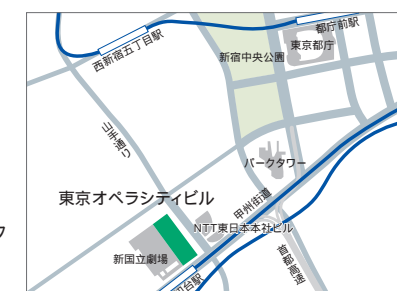 都庁前駅
東京都庁
西新宿五丁目駅
新宿中央公園
山手通り
パークタワー
東京オペラシティビル
甲州街道
NTT東日本本社ビル
新国立劇場
首都高速
台駅